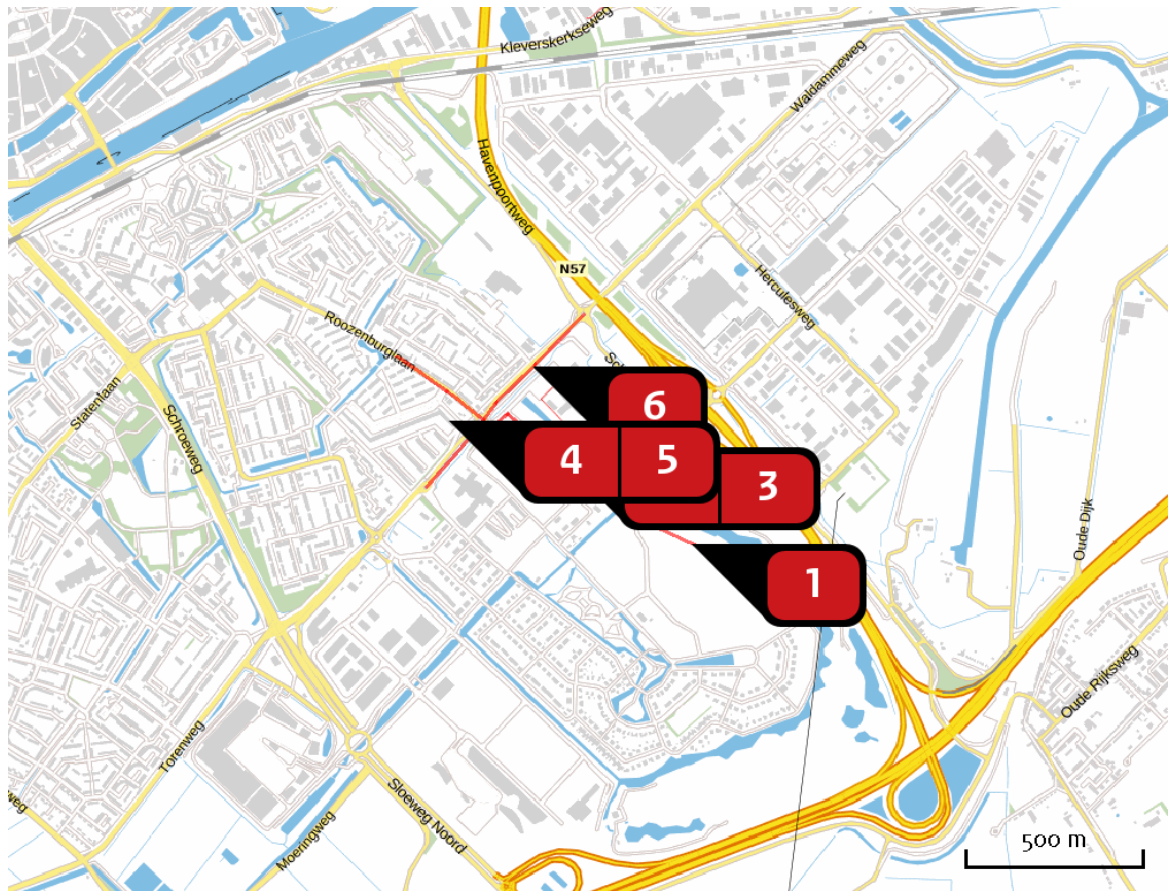 Kleverskerkseweg
Waldammeweg
Havenpoortweg
N57
Herculesweg
Roozenburglaan
Statenlaan
Schroeweg
6
4
5
3
1
Oude Dijk
Oude Rijksweg
Torenweg
Sloeweg Noord
Moeringweg
500 m